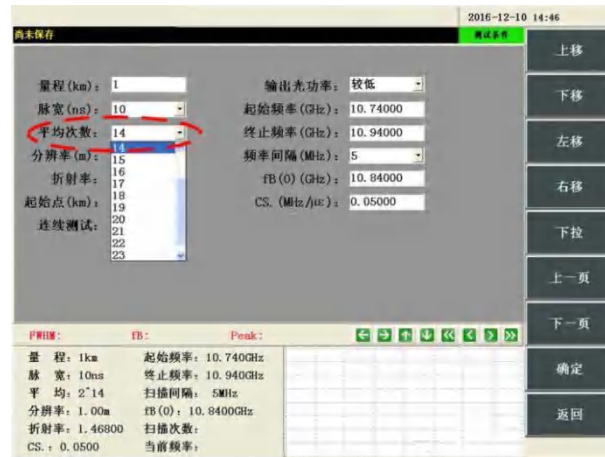 2016-12-10 14:46
尚未保存
测试条件
量程(km): 1
输出光功率: 较低
脉宽(ns): 10
起始频率(GHz): 10.74000
平均次数: 14
终止频率(GHz): 10.94000
分辨率(m):
频率间隔(MHz): 5
折射率:
fB(0)(GHz): 10.84000
起始点(km):
CS.(MHz/με): 0.05000
连续测试:
14
15
16
17
18
19
20
21
22
23
上移
下移
左移
右移
下拉
上一页
下一页
确定
返回
FWHM: fB: Peak:
量 程: 1km 起始频率: 10.740GHz
脉 宽: 10ns 终止频率: 10.940GHz
平 均: 2^14 扫描间隔: 5MHz
分辨率: 1.00m fB(0): 10.8400GHz
折射率: 1.46800 扫描次数:
CS.: 0.0500 当前频率: